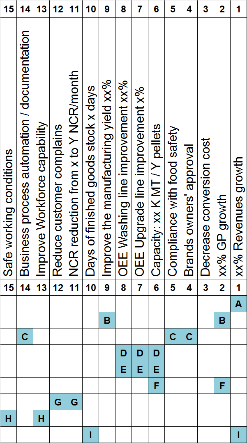 15 14 13 12 11 10 9 8 7 6 5 4 3 2 1
Safe working conditions
Business process automation / documentation
Improve Workforce capability
Reduce customer complains
NCR reduction from x to Y NCR/month
Days of finished goods stock x days
Improve the manufacturing yield xx%
OEE Washing line improvement xx%
OEE Upgrade line improvement x%
Capacity: xx K MT / Y pellets
Compliance with food safety
Brands owners' approval
Decrease conversion cost
xx% GP growth
xx% Revenues growth
15 14 13 12 11 10 9 8 7 6 5 4 3 2 1
A
B B
C C C
D D D
E E E
F F
G G
H H
I I